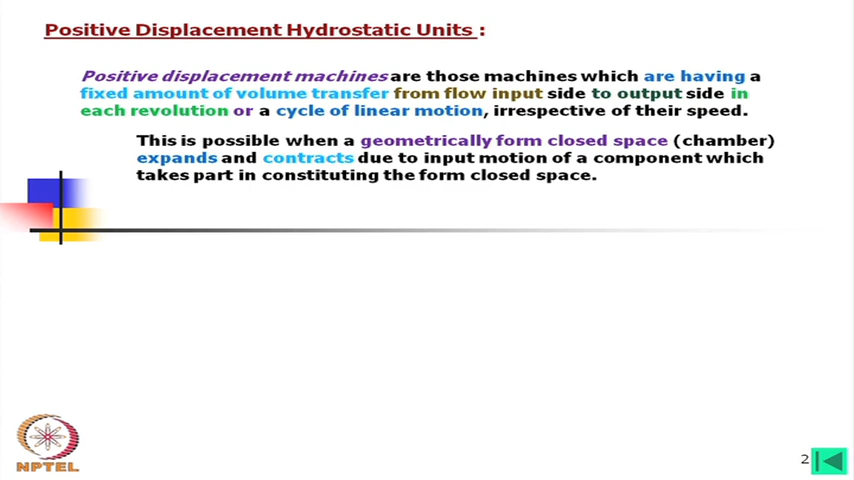 Positive Displacement Hydrostatic Units :
Positive displacement machines are those machines which are having a
fixed amount of volume transfer from flow input side to output side in
each revolution or a cycle of linear motion, irrespective of their speed.
This is possible when a geometrically form closed space (chamber)
expands and contracts due to input motion of a component which
takes part in constituting the form closed space.
NPTEL
2